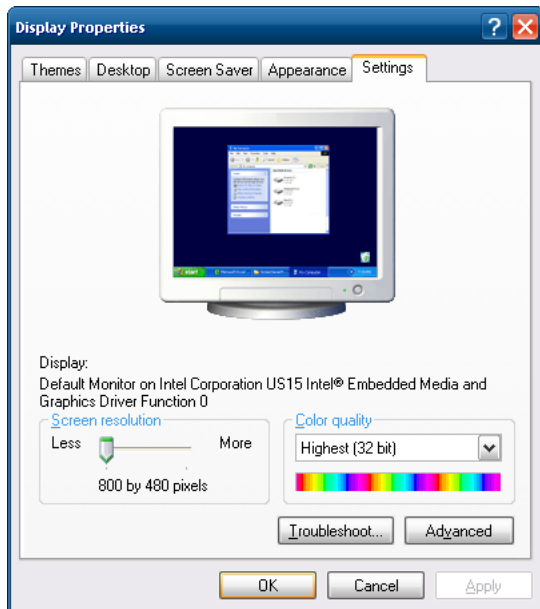 Display Properties
Themes Desktop Screen Saver Appearance Settings
start
Display:
Default Monitor on Intel Corporation US15 Intel® Embedded Media and
Graphics Driver Function 0
Screen resolution
Less More
800 by 480 pixels
Color quality
Highest (32 bit)
Troubleshoot... Advanced
OK Cancel Apply